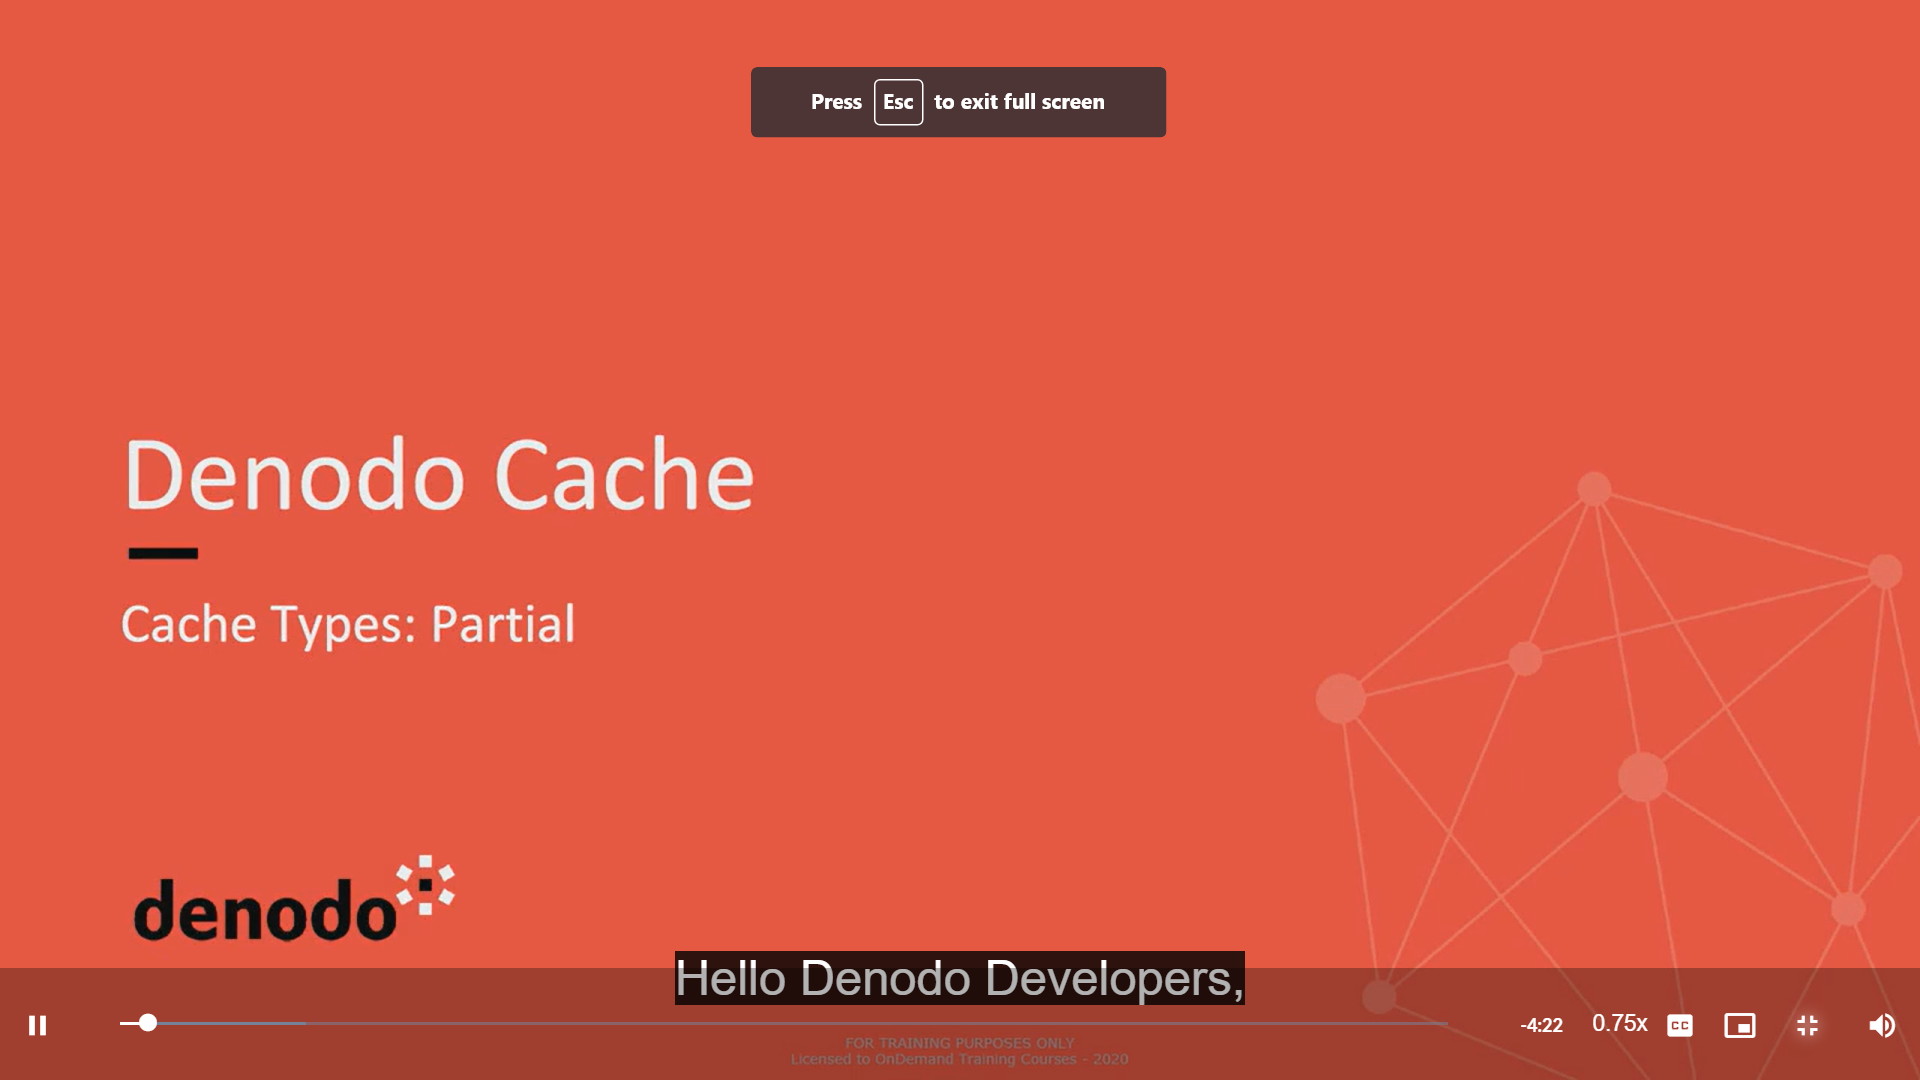 Press Esc to exit full screen
Denodo Cache
Cache Types: Partial
denodo
Hello Denodo Developers,
-4:22 0.75x CC
FOR TRAINING PURPOSES ONLY
Licensed to OnDemand Training Courses - 2020